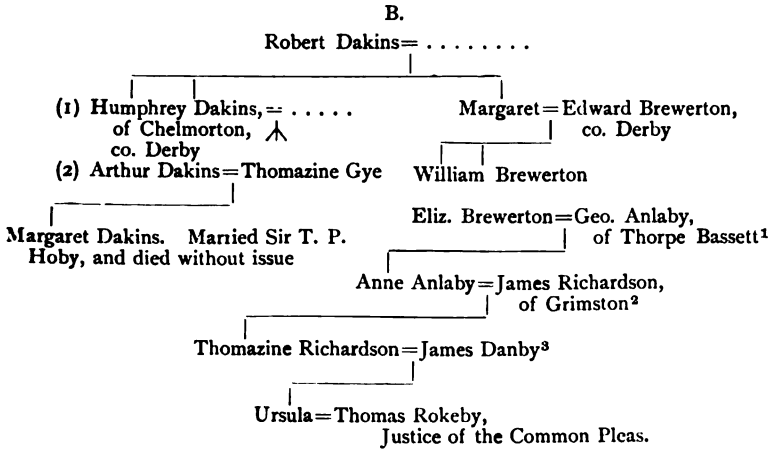 B.
Robert Dakins= . . . . . . . .
(1) Humphrey Dakins, = . . . . .
of Chelmorton,
co. Derby
Margaret=Edward Brewerton,
co. Derby
(2) Arthur Dakins=Thomazine Gye
William Brewerton
Eliz. Brewerton=Geo. Anlaby,
of Thorpe Bassett¹
Margaret Dakins. Married Sir T. P.
Hoby, and died without issue
Anne Anlaby=James Richardson,
of Grimston²
Thomazine Richardson=James Danby³
Ursula=Thomas Rokeby,
Justice of the Common Pleas.